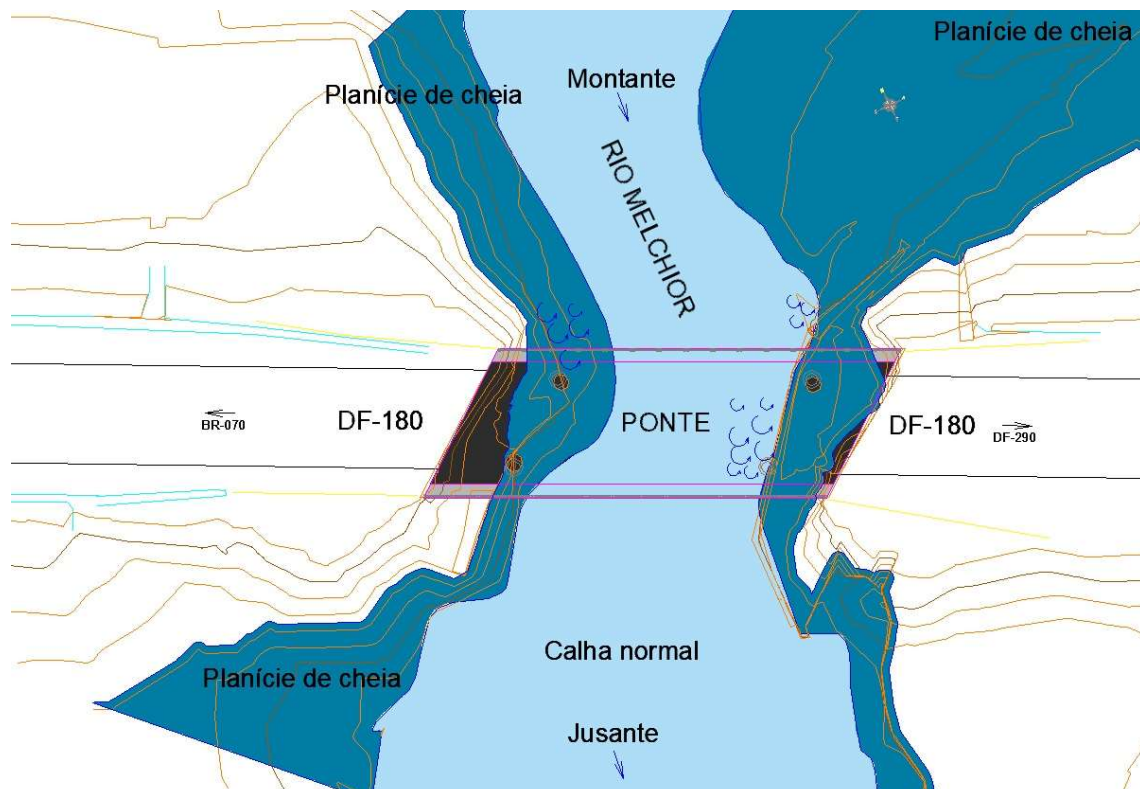 Planície de cheia
Montante
Planície de cheia
RIO MELCHIOR
BR-070
DF-180
PONTE
DF-180
DF-290
Calha normal
Planície de cheia
Jusante